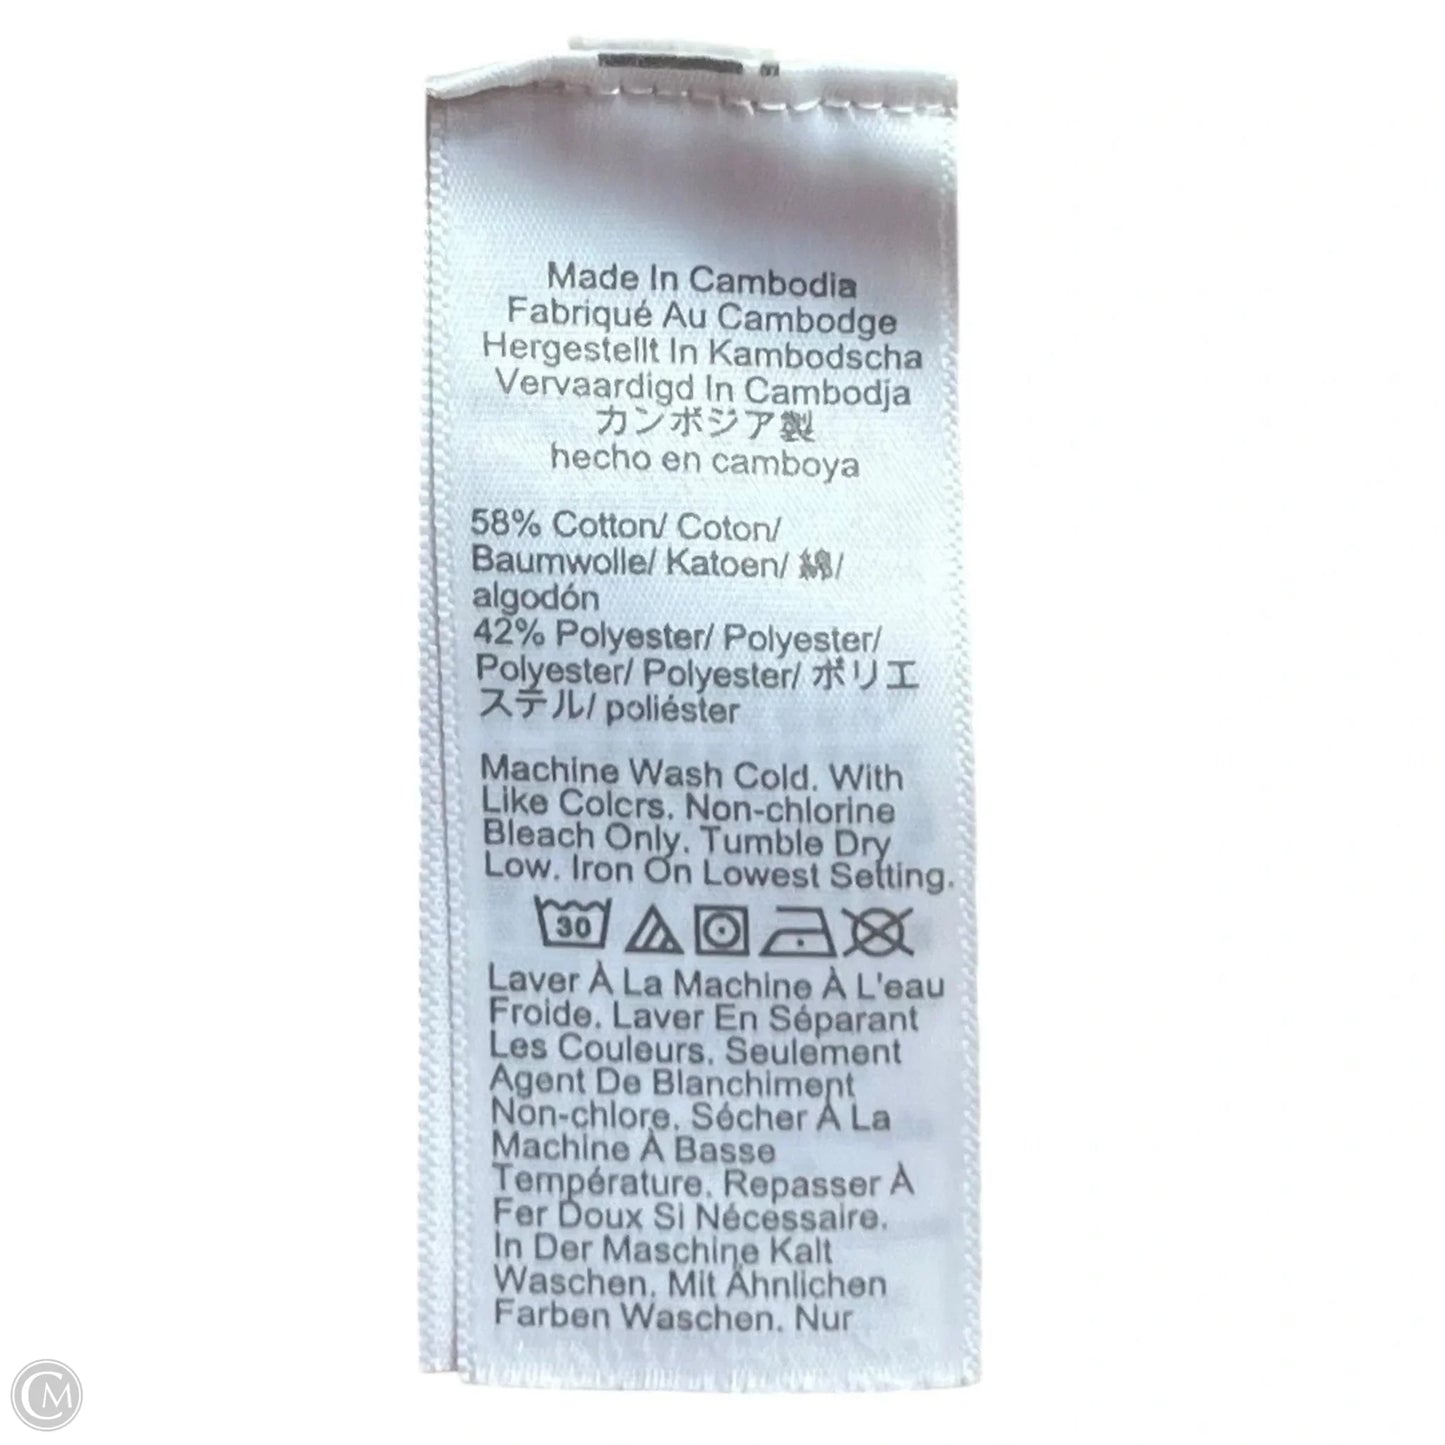 Made In Cambodia
Fabriqué Au Cambodge
Hergestellt In Kambodscha
Vervaardigd In Cambodja
カンボジア製
hecho en camboya
58% Cotton/ Coton/
Baumwolle/ Katoen/ 綿/
algodón
42% Polyester/ Polyester/
Polyester/ Polyester/ ポリエ
ステル/ poliéster
Machine Wash Cold. With
Like Colors. Non-chlorine
Bleach Only. Tumble Dry
Low. Iron On Lowest Setting.
30
Laver À La Machine À L'eau
Froide. Laver En Séparant
Les Couleurs. Seulement
Agent De Blanchiment
Non-chlore. Sécher À La
Machine À Basse
Température. Repasser À
Fer Doux Si Nécessaire.
In Der Maschine Kalt
Waschen. Mit Ähnlichen
Farben Waschen. Nur
CM